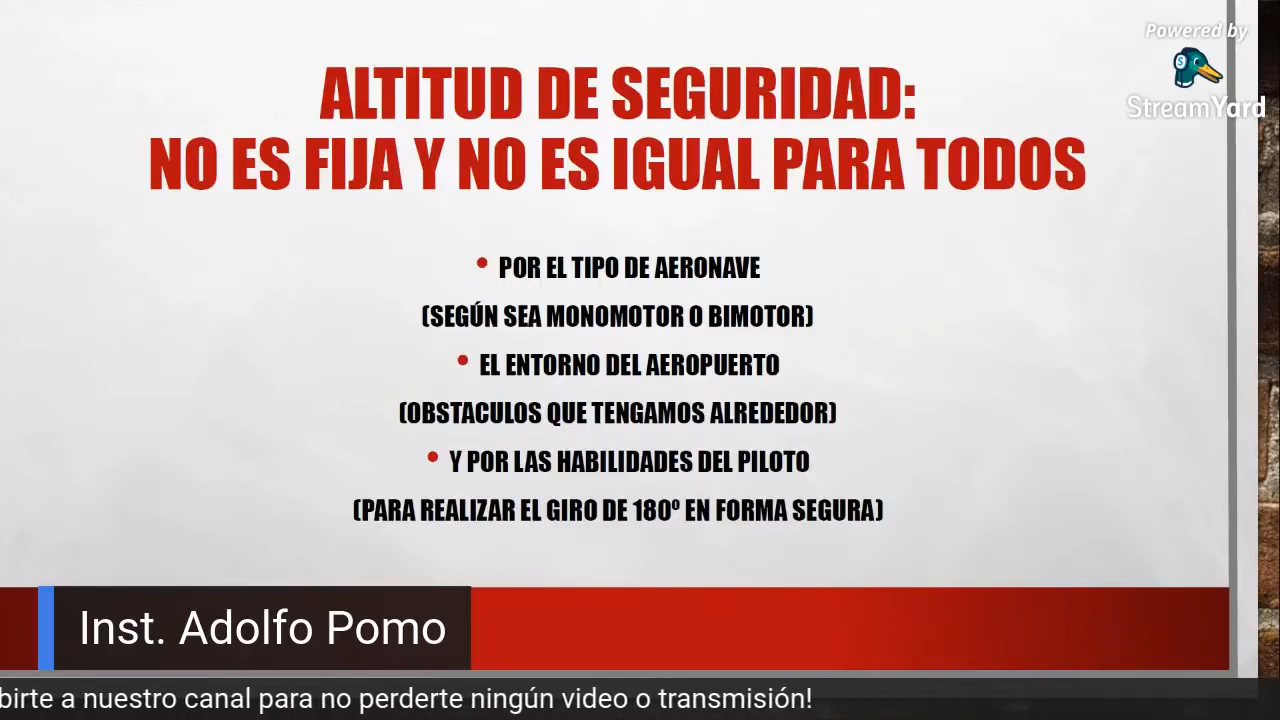 Powered by
StreamYard
ALTITUD DE SEGURIDAD:
NO ES FIJA Y NO ES IGUAL PARA TODOS
• POR EL TIPO DE AERONAVE
(SEGÚN SEA MONOMOTOR O BIMOTOR)
• EL ENTORNO DEL AEROPUERTO
(OBSTACULOS QUE TENGAMOS ALREDEDOR)
• Y POR LAS HABILIDADES DEL PILOTO
(PARA REALIZAR EL GIRO DE 180º EN FORMA SEGURA)
Inst. Adolfo Pomo
birte a nuestro canal para no perderte ningún video o transmisión!